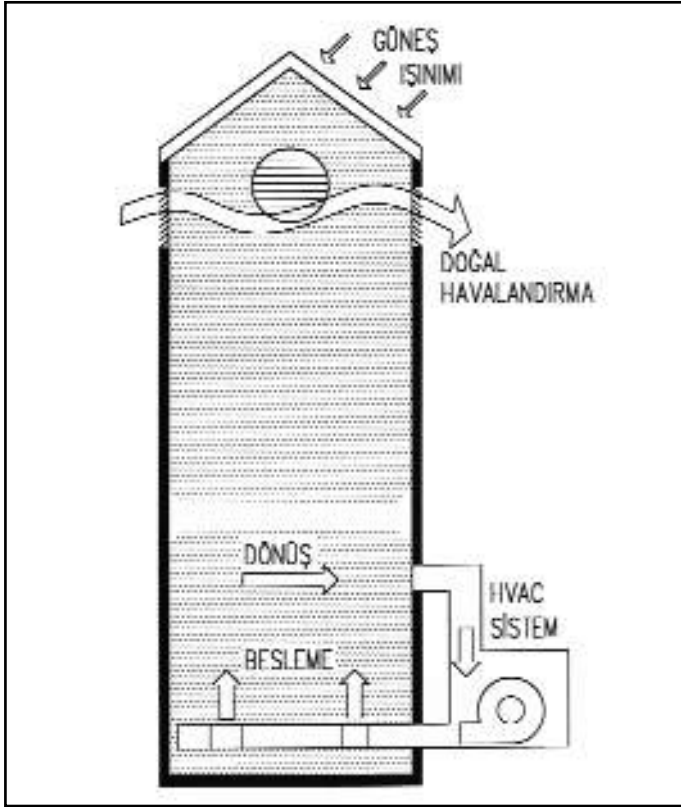 GÜNEŞ
IŞINIMI
DOĞAL
HAVALANDIRMA
DÖNÜŞ
HVAC
SİSTEM
BESLEME